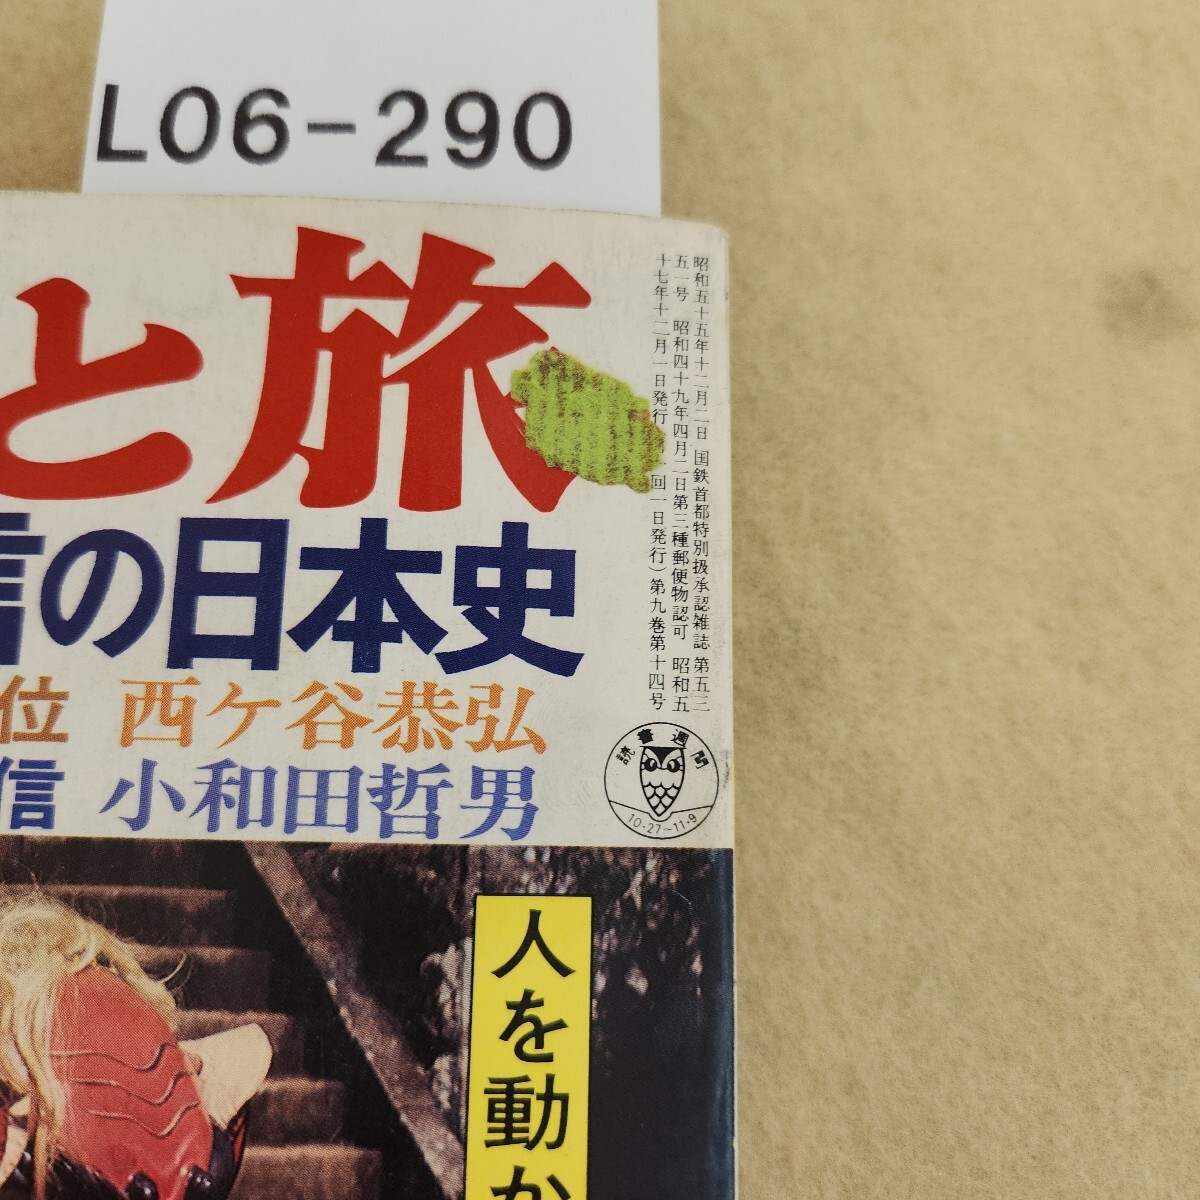 L06-290
と旅
信の日本史
位 西ケ谷恭弘
信 小和田哲男
昭和五十五年十二月二日 国鉄首都特別扱承認雑誌 第五三
五一号 昭和四十九年四月二日第三種郵便物認可 昭和五
十七年十二月一日発行 回一日発行）第九巻第十四号
読書週間
10・27～11・9
人を動か